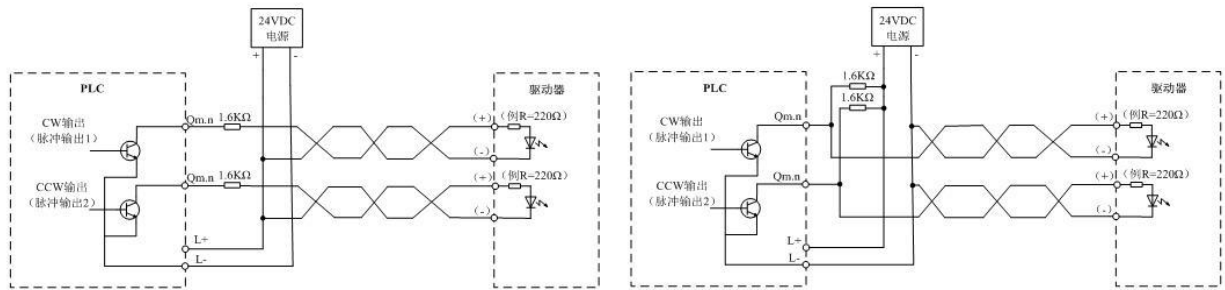 24VDC
电源
+
-
PLC
CW输出
(脉冲输出1)
CCW输出
(脉冲输出2)
Qm.n
1.6KΩ
Qm.n
1.6KΩ
L+
L-
驱动器
(+)
(例R=220Ω)
(-)
(+)
(例R=220Ω)
(-)
24VDC
电源
+
-
1.6KΩ
1.6KΩ
PLC
CW输出
(脉冲输出1)
CCW输出
(脉冲输出2)
Qm.n
Qm.n
L+
L-
驱动器
(+)
(例R=220Ω)
(-)
(+)
(例R=220Ω)
(-)